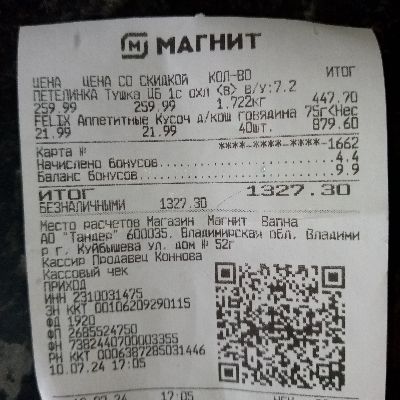 МАГНИТ
ЦЕНА ЦЕНА СО СКИДКОЙ КОЛ-ВО ИТОГ
ПЕТЕЛИНКА Тушка ЦБ 1с охл <в> в/у:7.2
259.99 259.99 1.722кг 447.70
FELIX Аппетитные Кусоч д/кош говядина 75г<Нес
21.99 21.99 40шт. 879.60
Карта № ****-****-****-1662
Начислено бонусов 4.4
Баланс бонусов 9.9
ИТОГ 1327.30
БЕЗНАЛИЧНЫМИ 1327.30
Место расчетов Магазин Магнит Вапна
АО "Тандер" 600035, Владимирская обл, Владими
р г, Куйбышева ул, дом № 52г
Кассир Продавец Коннова
Кассовый чек
ПРИХОД
ИНН 2310031475
ЗН ККТ 00106209290115
ФД 1920
ФП 2685524750
ФН 7382440700003355
РН ККТ 0006387285031446
10.07.24 17:05
10.07.24 17:05